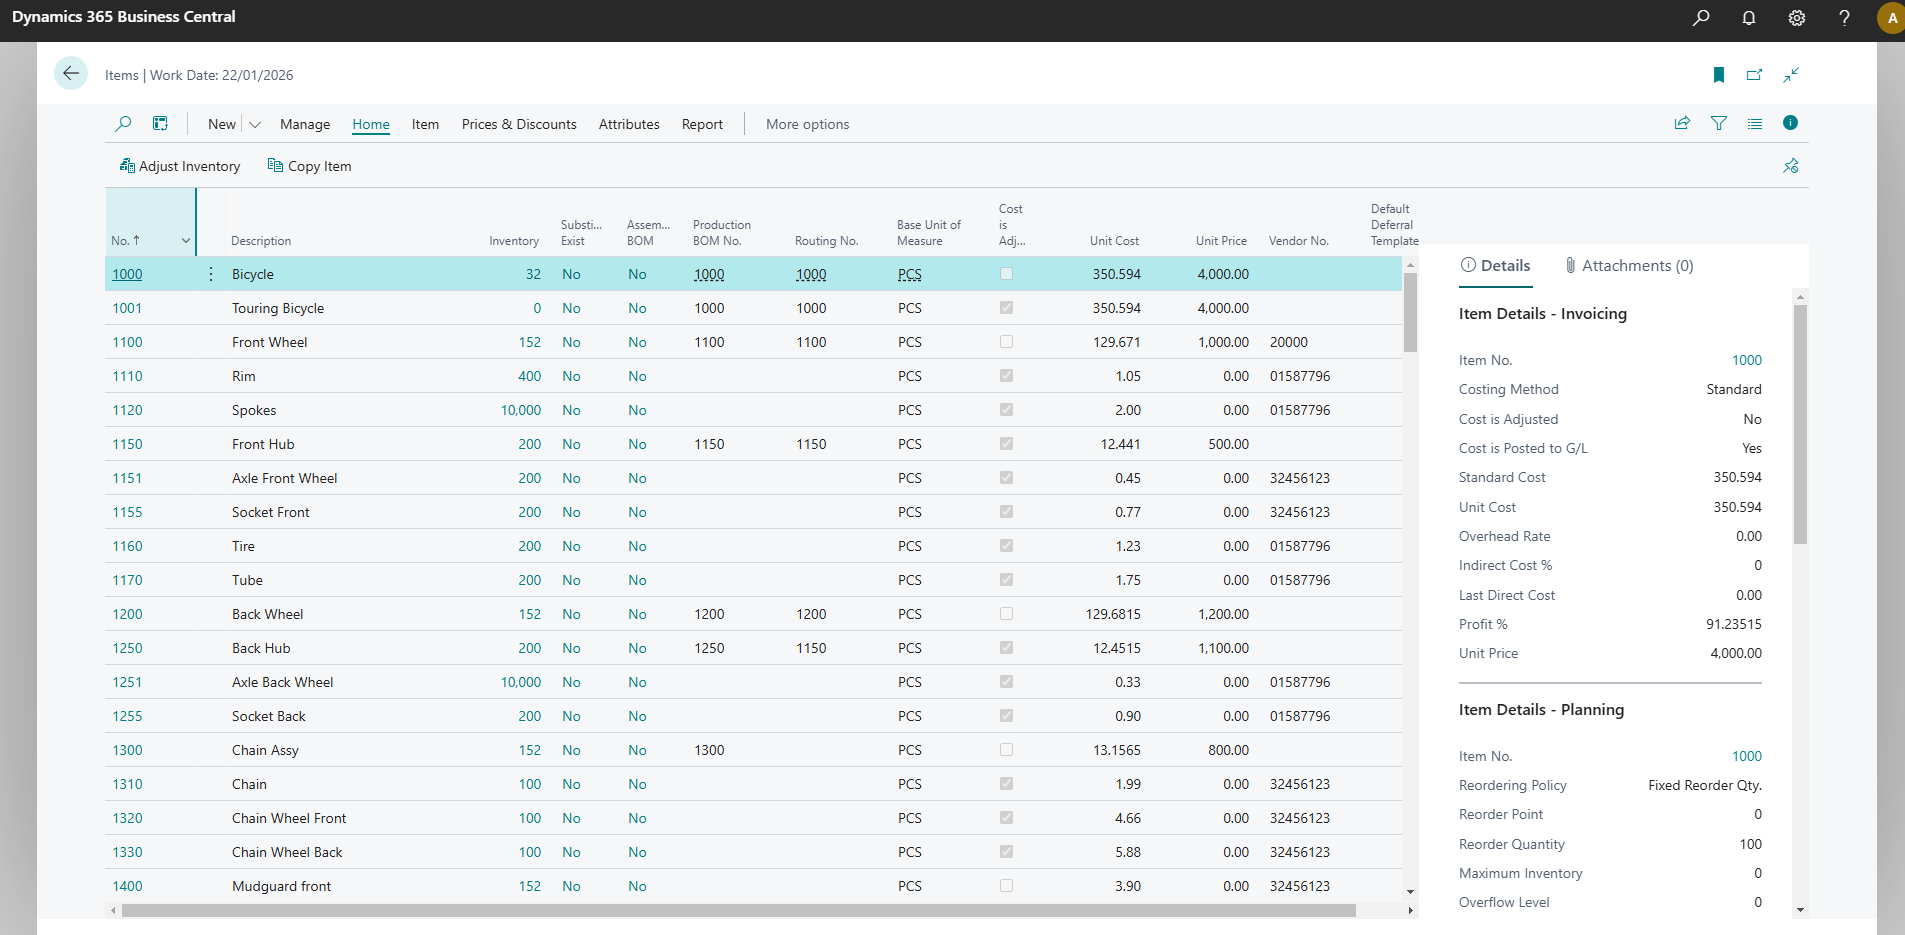 Dynamics 365 Business Central
A
Items | Work Date: 22/01/2026
New Manage Home Item Prices & Discounts Attributes Report More options
Adjust Inventory Copy Item
No. ↑ Description Inventory Substi... Exist Assem... BOM Production BOM No. Routing No. Base Unit of Measure Cost is Adj... Unit Cost Unit Price Vendor No. Default Deferral Template
1000 Bicycle 32 No No 1000 1000 PCS 350.594 4,000.00
1001 Touring Bicycle 0 No No 1000 1000 PCS 350.594 4,000.00
1100 Front Wheel 152 No No 1100 1100 PCS 129.671 1,000.00 20000
1110 Rim 400 No No PCS 1.05 0.00 01587796
1120 Spokes 10,000 No No PCS 2.00 0.00 01587796
1150 Front Hub 200 No No 1150 1150 PCS 12.441 500.00
1151 Axle Front Wheel 200 No No PCS 0.45 0.00 32456123
1155 Socket Front 200 No No PCS 0.77 0.00 32456123
1160 Tire 200 No No PCS 1.23 0.00 01587796
1170 Tube 200 No No PCS 1.75 0.00 01587796
1200 Back Wheel 152 No No 1200 1200 PCS 129.6815 1,200.00
1250 Back Hub 200 No No 1250 1150 PCS 12.4515 1,100.00
1251 Axle Back Wheel 10,000 No No PCS 0.33 0.00 01587796
1255 Socket Back 200 No No PCS 0.90 0.00 01587796
1300 Chain Assy 152 No No 1300 PCS 13.1565 800.00
1310 Chain 100 No No PCS 1.99 0.00 32456123
1320 Chain Wheel Front 100 No No PCS 4.66 0.00 32456123
1330 Chain Wheel Back 100 No No PCS 5.88 0.00 32456123
1400 Mudguard front 152 No No PCS 3.90 0.00 32456123
Details Attachments (0)
Item Details - Invoicing
Item No. 1000
Costing Method Standard
Cost is Adjusted No
Cost is Posted to G/L Yes
Standard Cost 350.594
Unit Cost 350.594
Overhead Rate 0.00
Indirect Cost % 0
Last Direct Cost 0.00
Profit % 91.23515
Unit Price 4,000.00
Item Details - Planning
Item No. 1000
Reordering Policy Fixed Reorder Qty.
Reorder Point 0
Reorder Quantity 100
Maximum Inventory 0
Overflow Level 0